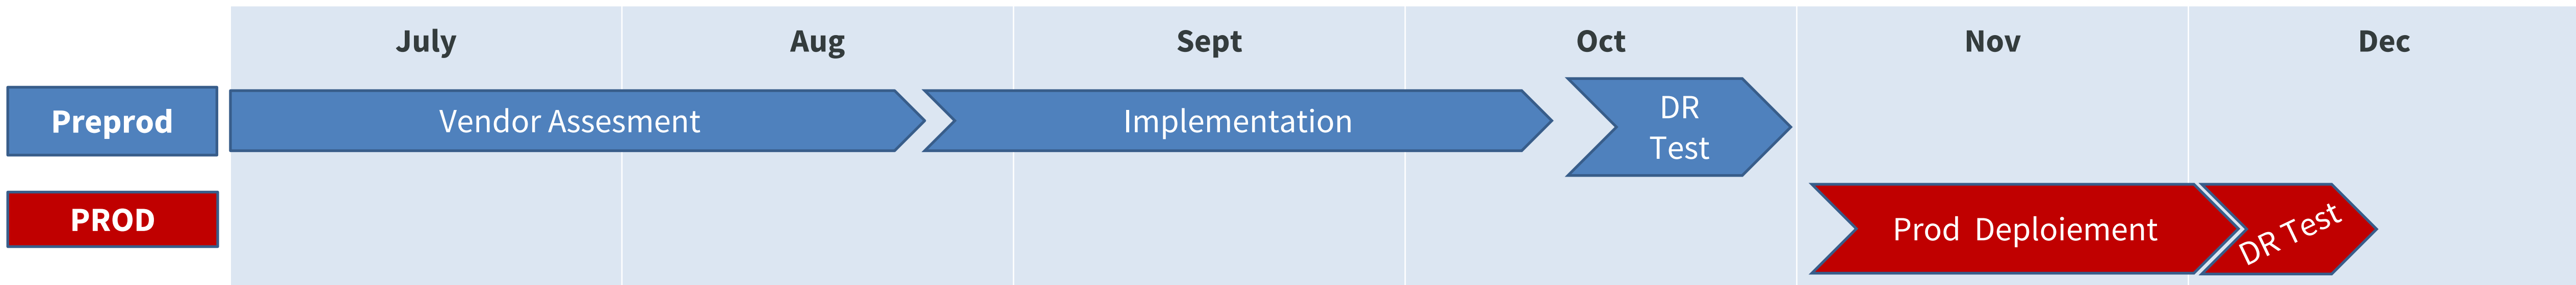 July Aug Sept Oct Nov Dec
Preprod
Vendor Assesment
Implementation
DR
Test
PROD
Prod Deploiement
DR Test